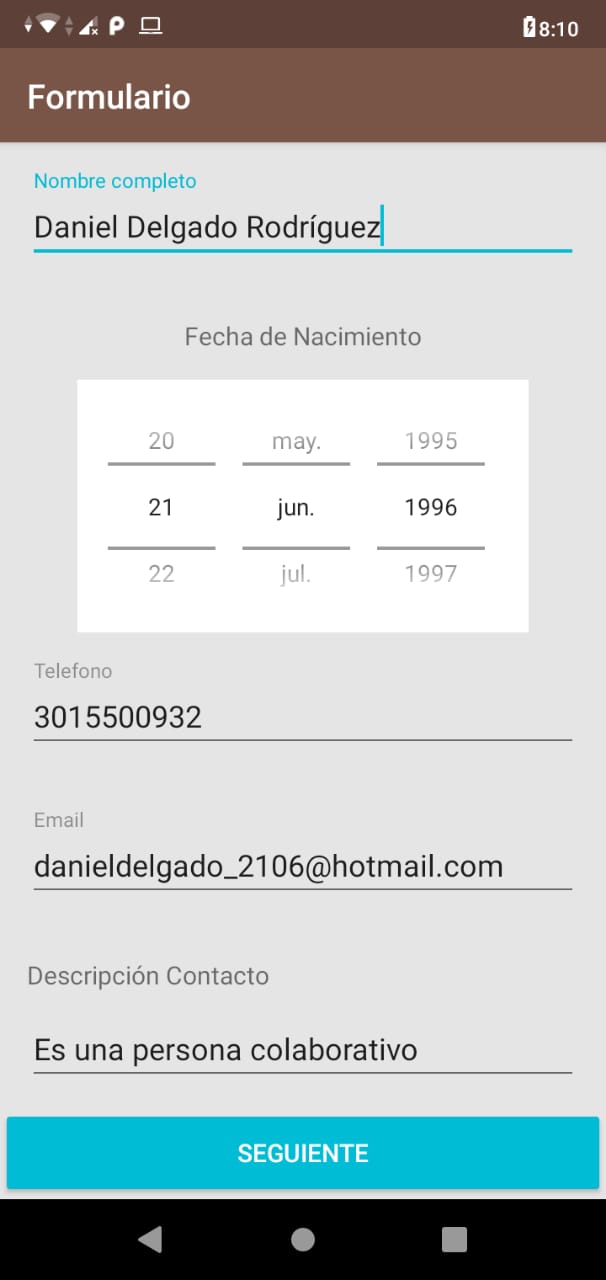 8:10
Formulario
Nombre completo
Daniel Delgado Rodríguez
Fecha de Nacimiento
20 may. 1995
21 jun. 1996
22 jul. 1997
Telefono
3015500932
Email
danieldelgado_2106@hotmail.com
Descripción Contacto
Es una persona colaborativo
SEGUIENTE